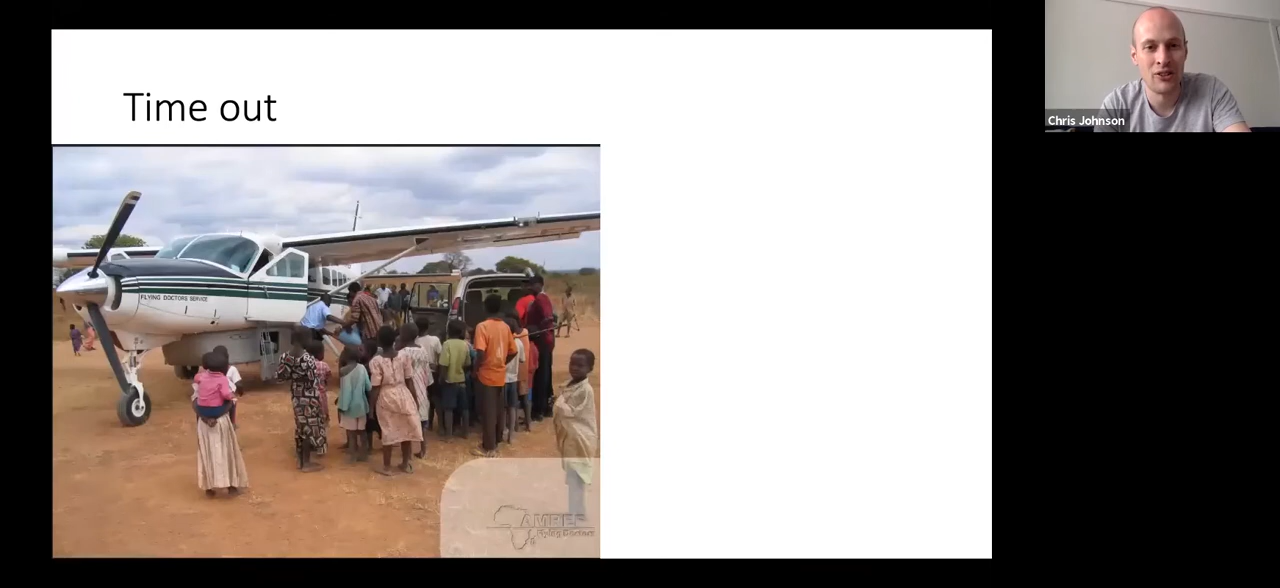 Time out
Chris Johnson
FLYING DOCTORS SERVICE
AMREF
Flying Doctors